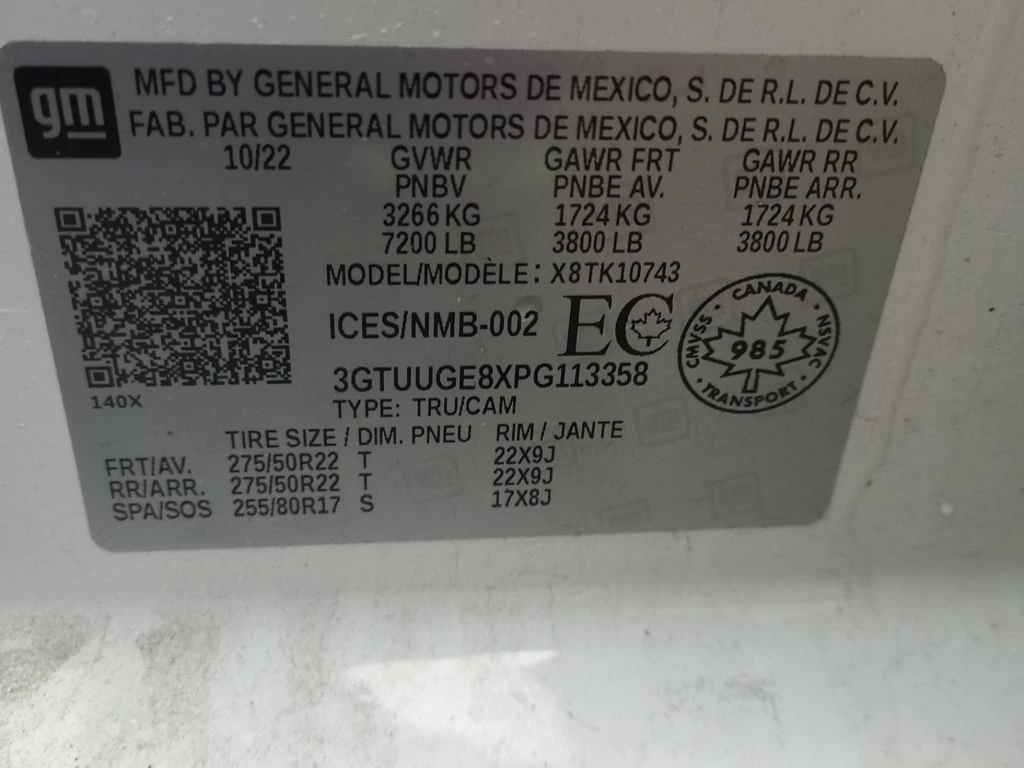 gm
MFD BY GENERAL MOTORS DE MEXICO, S. DE R.L. DE C.V.
FAB. PAR GENERAL MOTORS DE MEXICO, S. DE R.L. DE C.V.
10/22 GVWR GAWR FRT GAWR RR
PNBV PNBE AV. PNBE ARR.
3266 KG 1724 KG 1724 KG
7200 LB 3800 LB 3800 LB
MODEL/MODÈLE: X8TK10743
ICES/NMB-002 EC
CANADA
CMVSS 985 NSVAC
TRANSPORT
3GTUUGE8XPG113358
140X
TYPE: TRU/CAM
TIRE SIZE / DIM. PNEU RIM / JANTE
FRT/AV. 275/50R22 T 22X9J
RR/ARR. 275/50R22 T 22X9J
SPA/SOS 255/80R17 S 17X8J